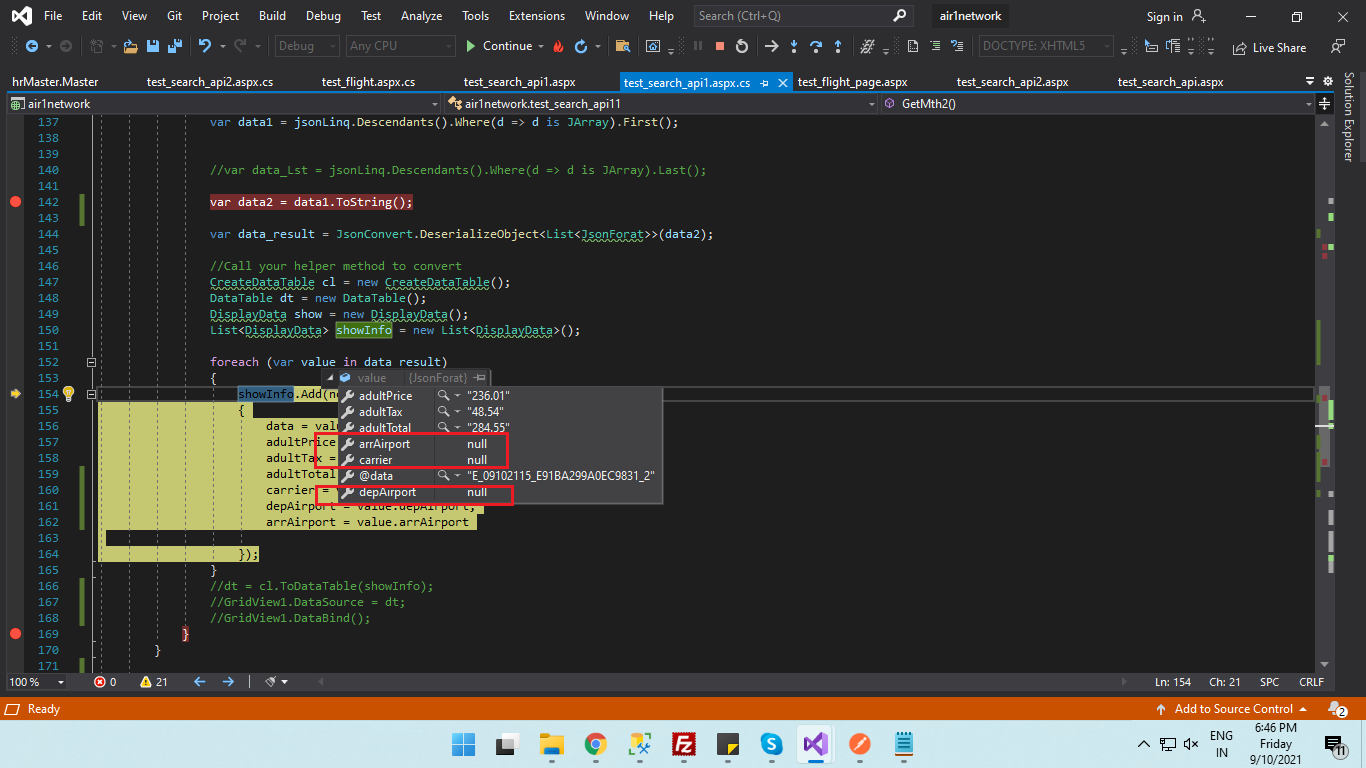 File Edit View Git Project Build Debug Test Analyze Tools Extensions Window Help Search (Ctrl+Q) air1network Sign in
Debug Any CPU Continue DOCTYPE: XHTML5 Live Share
hrMaster.Master test_search_api2.aspx.cs test_flight.aspx.cs test_search_api1.aspx test_search_api1.aspx.cs test_flight_page.aspx test_search_api2.aspx test_search_api.aspx
Solution Explorer
air1network air1network.test_search_api11 GetMth2()
137 var data1 = jsonLinq.Descendants().Where(d => d is JArray).First();
138
139
140 //var data_Lst = jsonLinq.Descendants().Where(d => d is JArray).Last();
141
142 var data2 = data1.ToString();
143
144 var data_result = JsonConvert.DeserializeObject<List<JsonForat>>(data2);
145
146 //Call your helper method to convert
147 CreateDataTable cl = new CreateDataTable();
148 DataTable dt = new DataTable();
149 DisplayData show = new DisplayData();
150 List<DisplayData> showInfo = new List<DisplayData>();
151
152 foreach (var value in data_result)
153 {
value {JsonForat}
154 showInfo.Add(n
adultPrice "236.01"
155 {
adultTax "48.54"
156 data = val
adultTotal "284.55"
157 adultPrice
arrAirport null
158 adultTax =
carrier null
159 adultTotal
@data "E_09102115_E91BA299A0EC9831_2"
160 carrier =
depAirport null
161 depAirport = value.depAirport,
162 arrAirport = value.arrAirport
163
164 });
165 }
166 //dt = cl.ToDataTable(showInfo);
167 //GridView1.DataSource = dt;
168 //GridView1.DataBind();
169 }
170 }
171
100 % 0 21 Ln: 154 Ch: 21 SPC CRLF
Ready Add to Source Control 2
ENG
IN
6:46 PM
Friday
9/10/2021
11